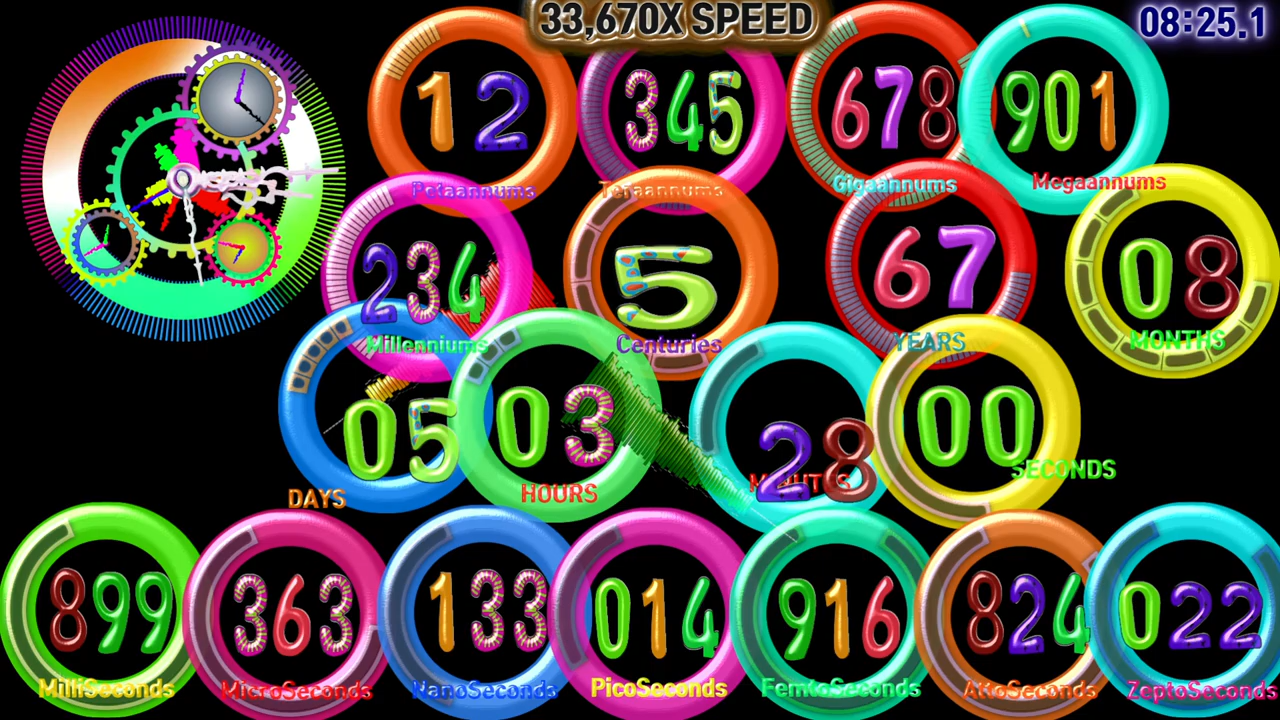 33,670X SPEED
08:25.1
12 345 678 901
Petaannums Teraannums Gigaannums Megaannums
234 5 67 08
Millenniums Centuries YEARS MONTHS
05 03 28 00
DAYS HOURS MINUTES SECONDS
899 363 133 014 916 824 022
MilliSeconds MicroSeconds NanoSeconds PicoSeconds FemtoSeconds AttoSeconds ZeptoSeconds